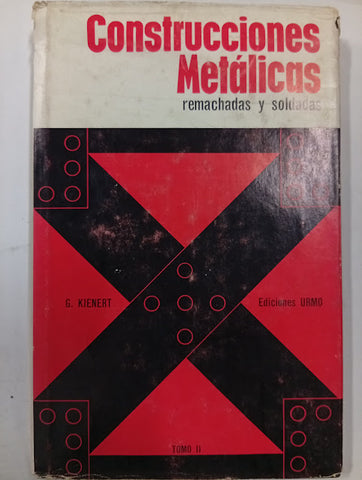 Construcciones
Metálicas
remachadas y soldadas
G. KIENERT
Ediciones URMO
TOMO II